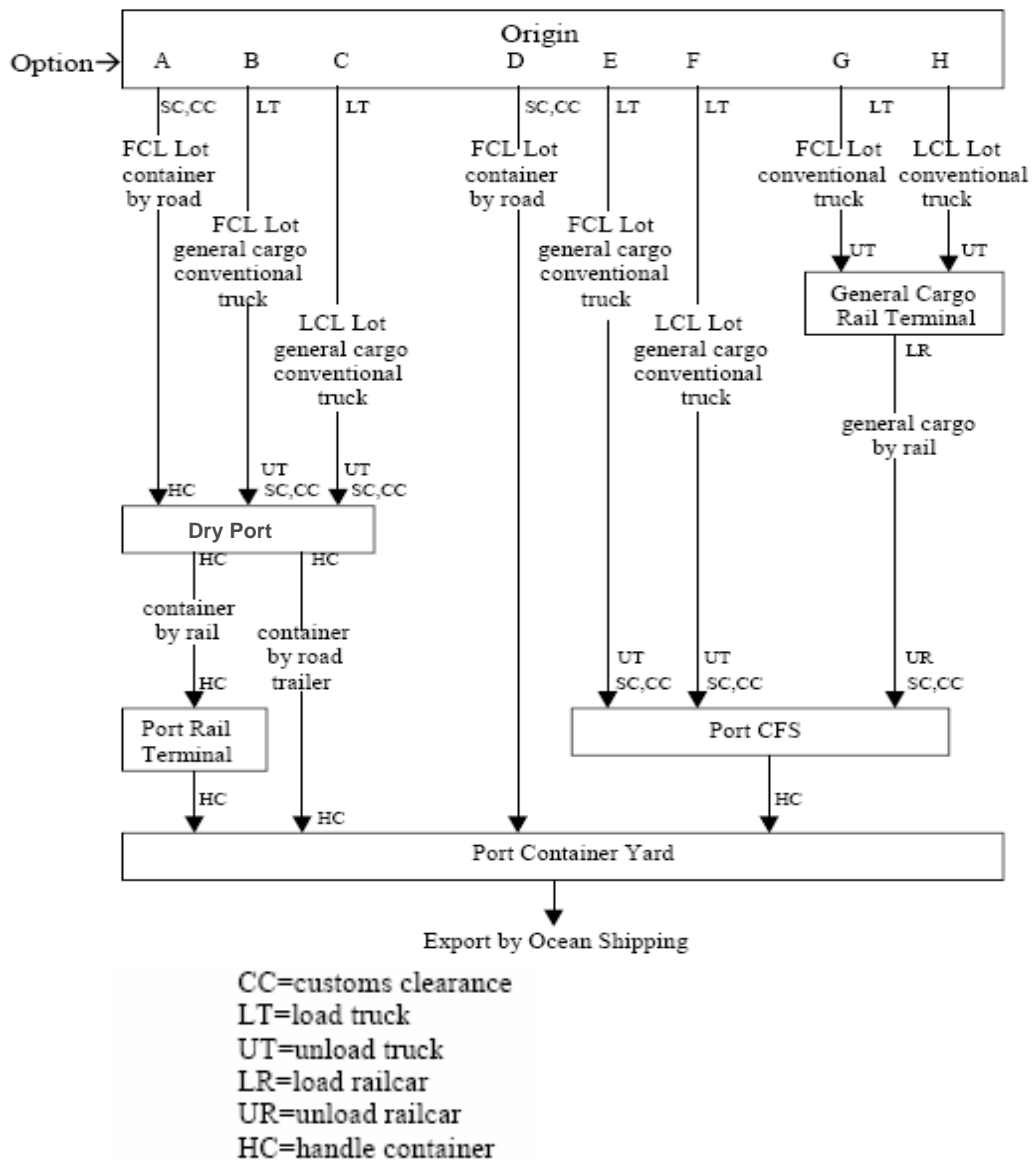 Origin
Option→
A B C D E F G H
SC,CC LT LT SC,CC LT LT LT
FCL Lot
container
by road
FCL Lot
general cargo
conventional
truck
LCL Lot
general cargo
conventional
truck
FCL Lot
container
by road
FCL Lot
general cargo
conventional
truck
LCL Lot
general cargo
conventional
truck
FCL Lot
conventional
truck
LCL Lot
conventional
truck
UT UT
General Cargo
Rail Terminal
LR
general cargo
by rail
HC
UT
SC,CC
UT
SC,CC
Dry Port
HC HC
container
by rail
container
by road
trailer
HC
Port Rail
Terminal
HC
HC
UT
SC,CC
UT
SC,CC
UR
SC,CC
Port CFS
HC
Port Container Yard
Export by Ocean Shipping
CC=customs clearance
LT=load truck
UT=unload truck
LR=load railcar
UR=unload railcar
HC=handle container